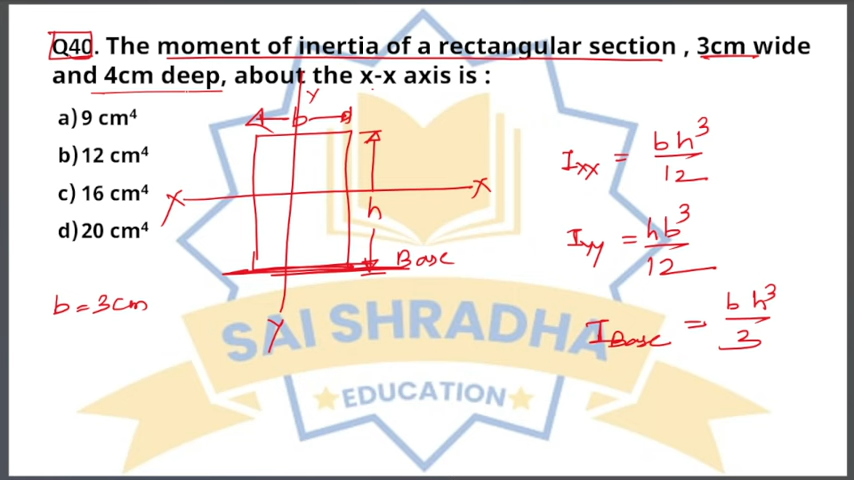 Q40. The moment of inertia of a rectangular section , 3cm wide
and 4cm deep, about the x-x axis is :
a) 9 cm⁴
b) 12 cm⁴
c) 16 cm⁴
d) 20 cm⁴
Y
b
X
X
h
Base
Y
b = 3cm
Ixx = bh³/12
Iyy = hb³/12
IBase = bh³/3
SAI SHRADHA
EDUCATION